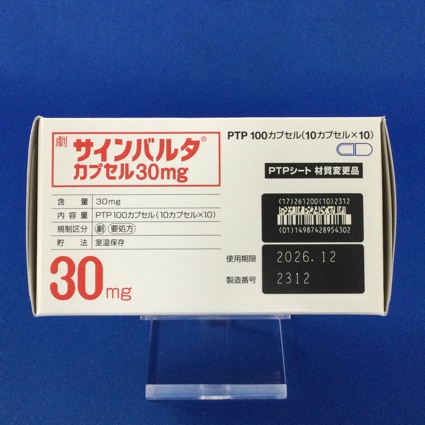 劇 サインバルタ®
カプセル30mg
PTP 100カプセル(10カプセル×10)
PTPシート 材質変更品
含量 30mg
内容量 PTP100カプセル(10カプセル×10)
規制区分 劇 要処方
貯法 室温保存
30mg
(17)261200(10)2312
(01)14987428954302
使用期限 2026.12
製造番号 2312